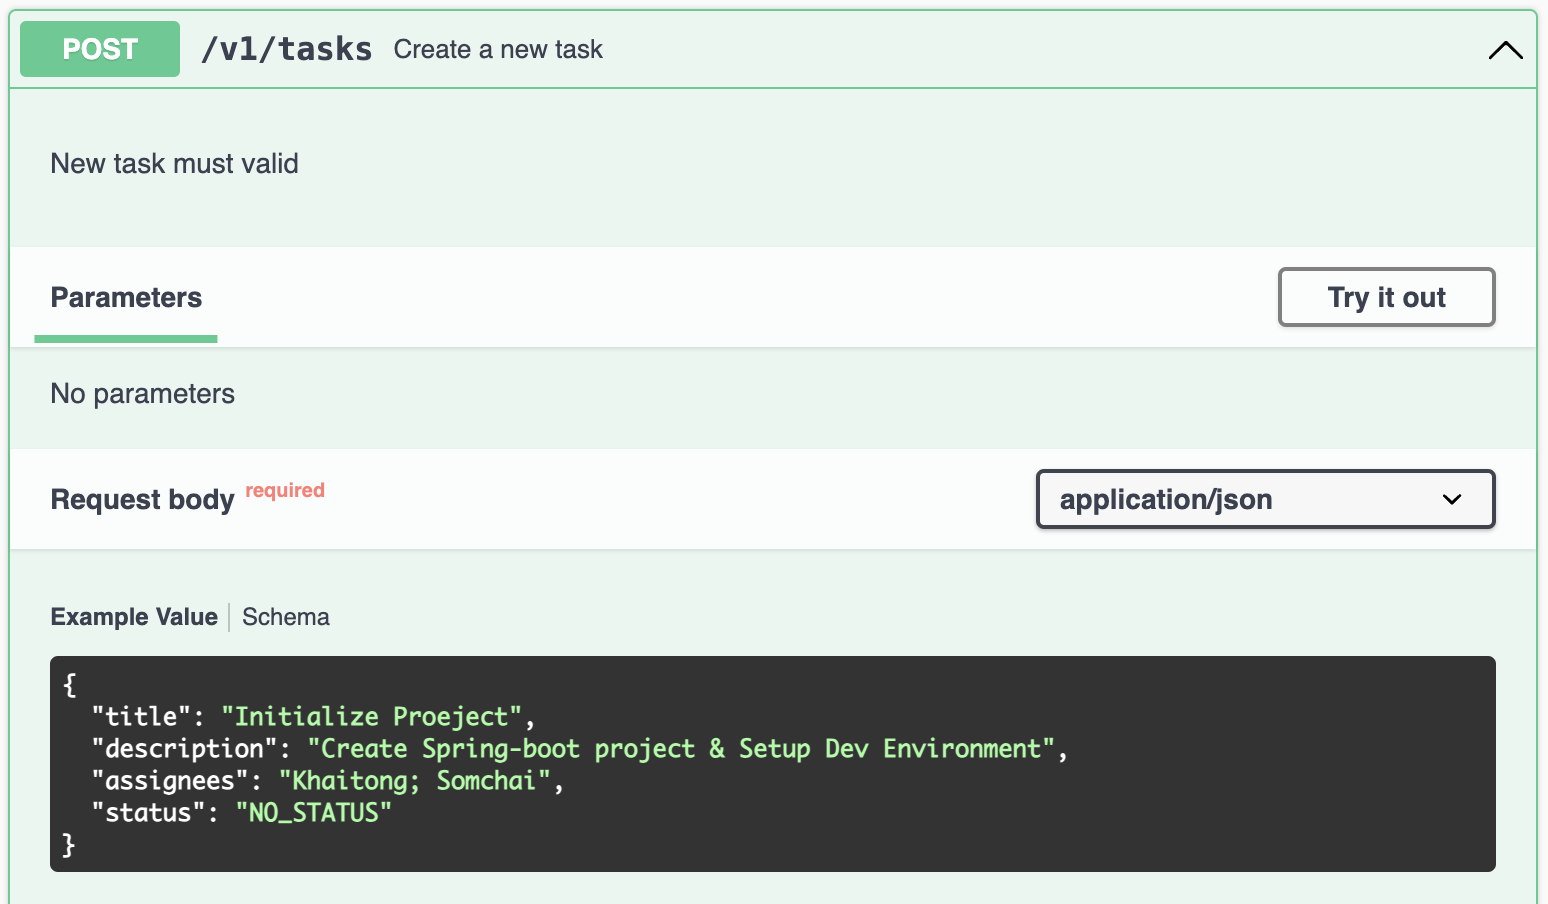 POST /v1/tasks Create a new task
New task must valid
Parameters Try it out
No parameters
Request body required application/json
Example Value Schema
{
"title": "Initialize Proeject",
"description": "Create Spring-boot project & Setup Dev Environment",
"assignees": "Khaitong; Somchai",
"status": "NO_STATUS"
}